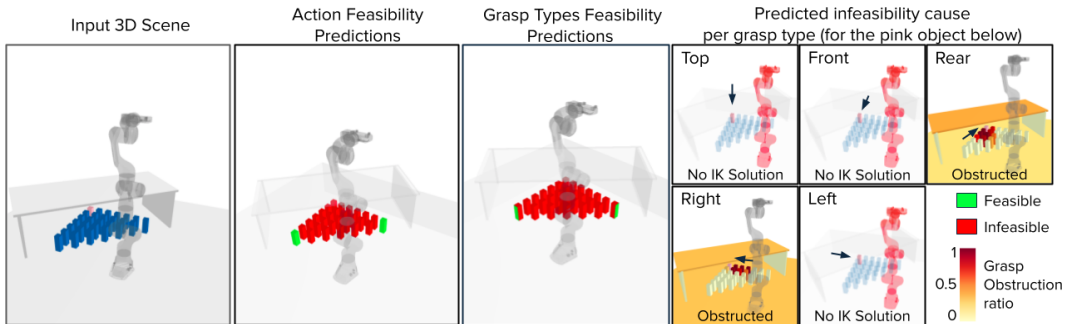 Input 3D Scene
Action Feasibility
Predictions
Grasp Types Feasibility
Predictions
Predicted infeasibility cause
per grasp type (for the pink object below)
Top
No IK Solution
Front
No IK Solution
Rear
Obstructed
Right
Obstructed
Left
No IK Solution
Feasible
Infeasible
1
0.5
0
Grasp
Obstruction
ratio